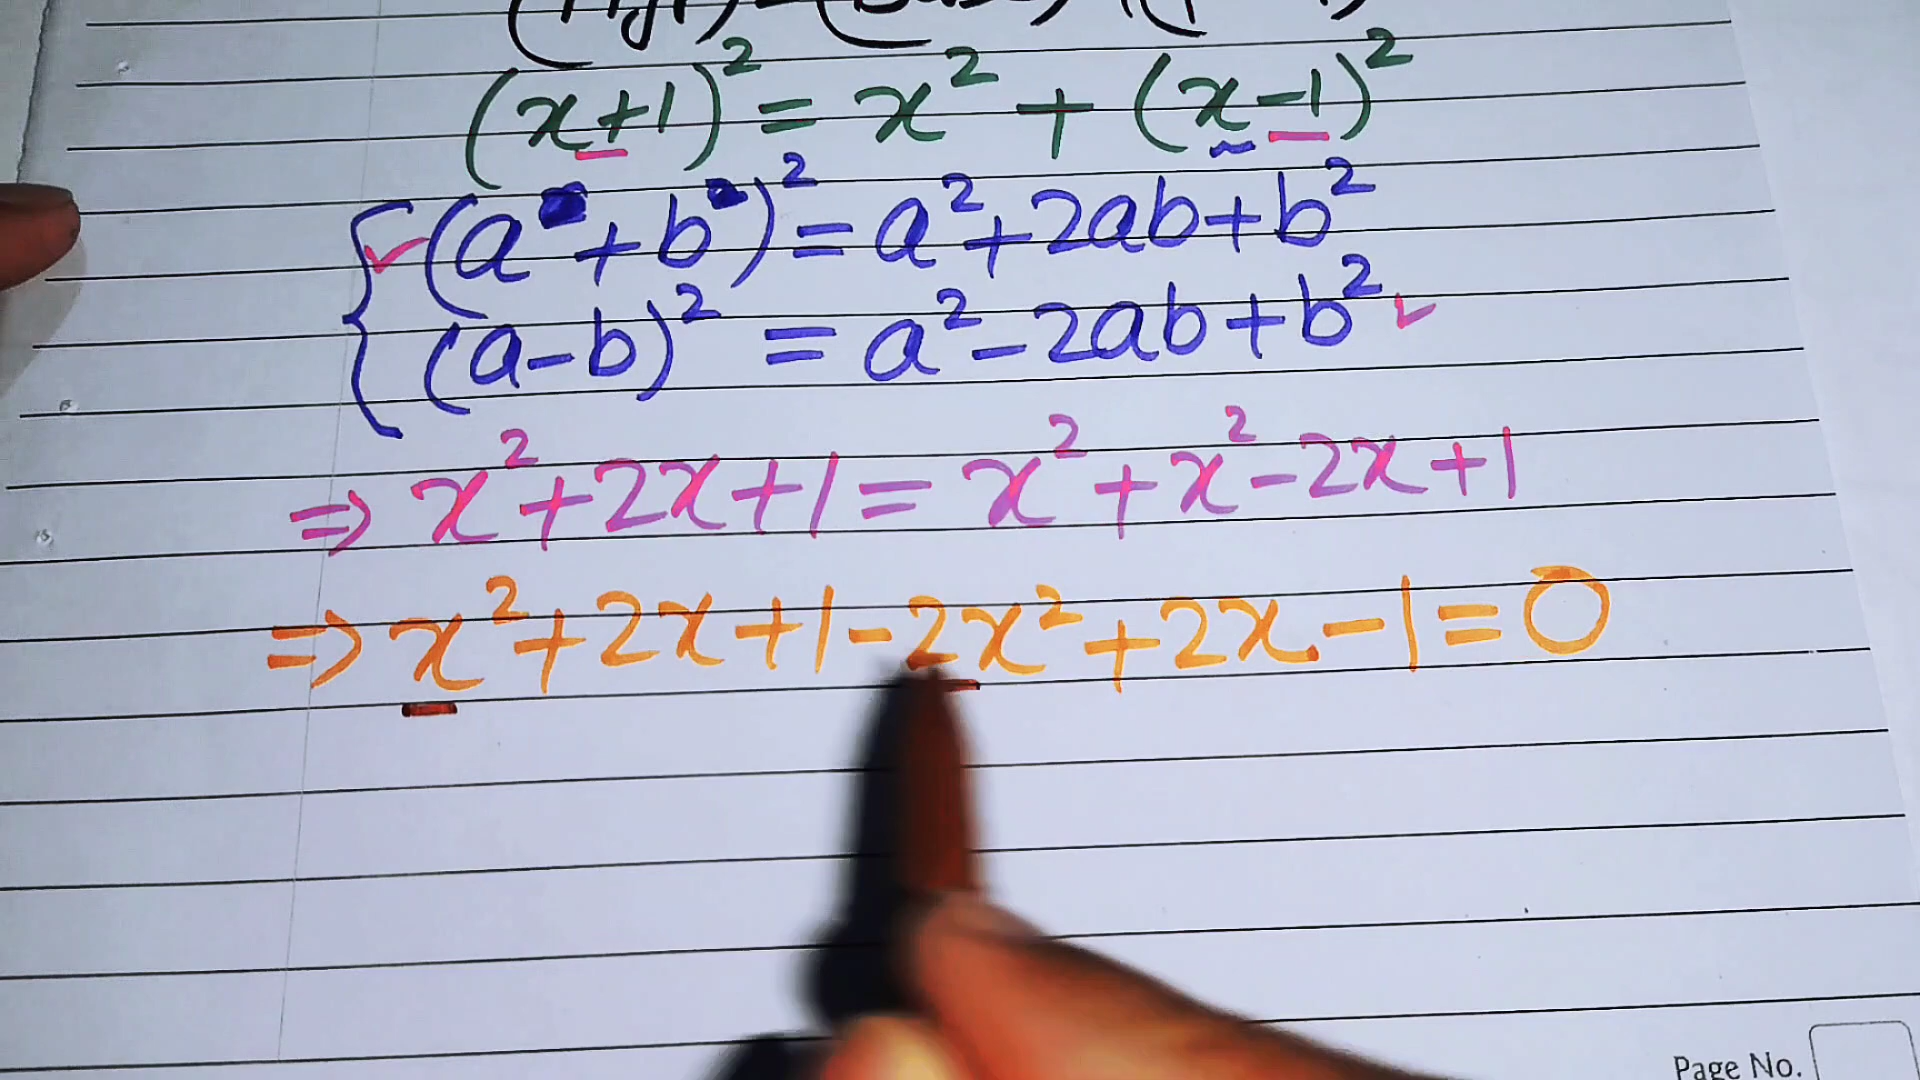 (x+1)² = x² + (x-1)²
(a + b)² = a² + 2ab + b²
(a-b)² = a² - 2ab + b²
⇒ x² + 2x + 1 = x² + x² - 2x + 1
⇒ x² + 2x + 1 - 2x² + 2x - 1 = 0
Page No.